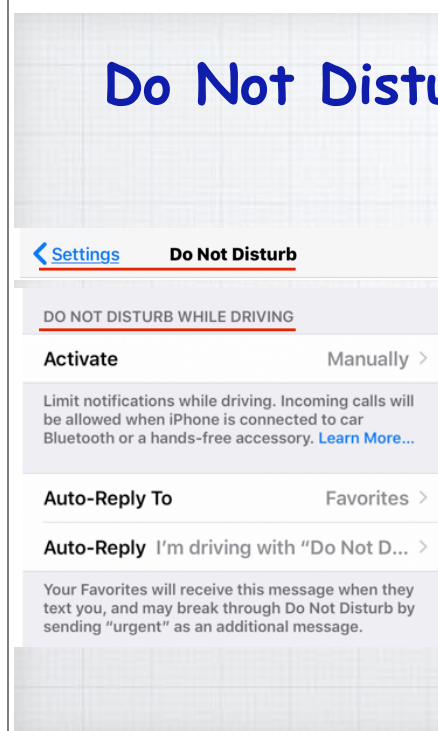 Do Not Distu
Settings Do Not Disturb
DO NOT DISTURB WHILE DRIVING
Activate Manually >
Limit notifications while driving. Incoming calls will
be allowed when iPhone is connected to car
Bluetooth or a hands-free accessory. Learn More...
Auto-Reply To Favorites >
Auto-Reply I’m driving with “Do Not D... >
Your Favorites will receive this message when they
text you, and may break through Do Not Disturb by
sending “urgent” as an additional message.